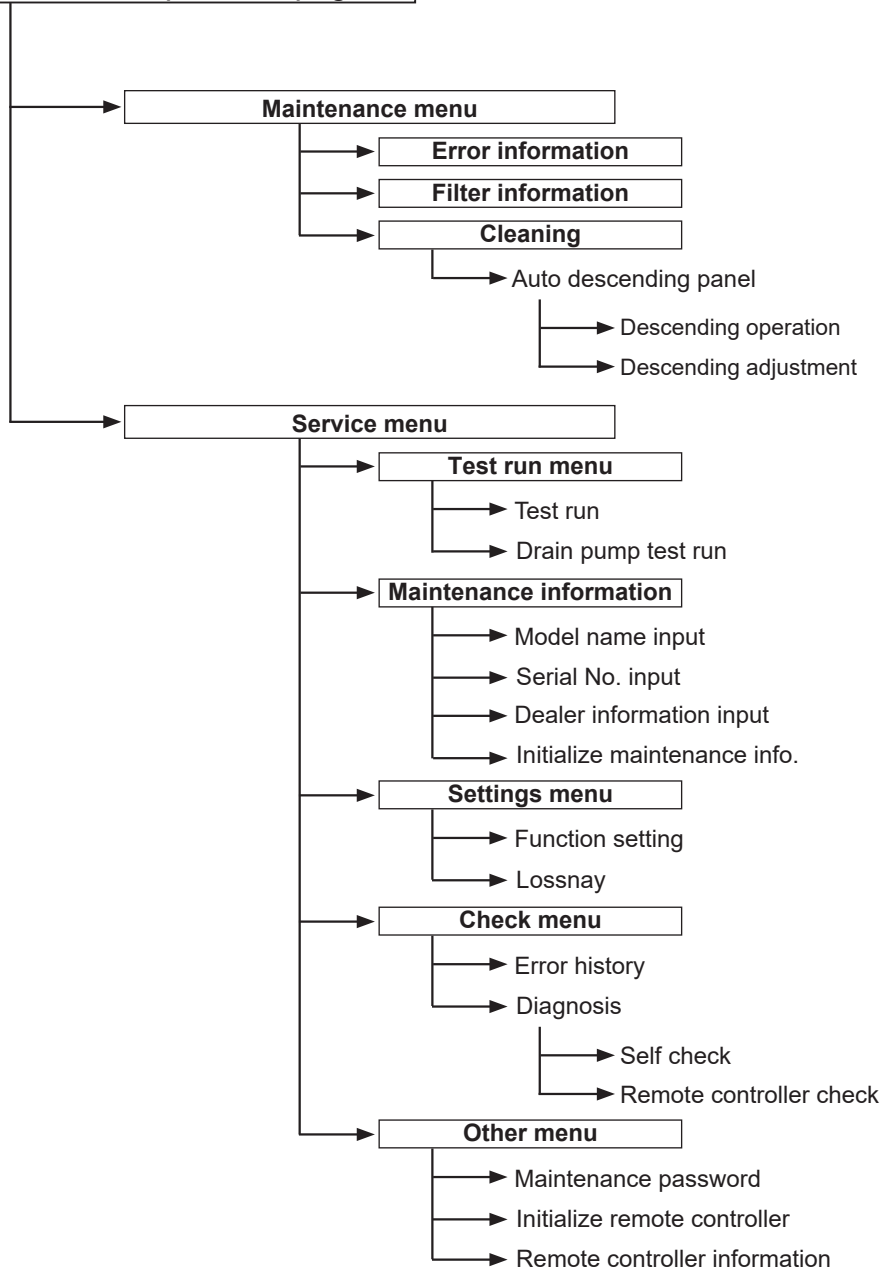 Maintenance menu
Error information
Filter information
Cleaning
Auto descending panel
Descending operation
Descending adjustment
Service menu
Test run menu
Test run
Drain pump test run
Maintenance information
Model name input
Serial No. input
Dealer information input
Initialize maintenance info.
Settings menu
Function setting
Lossnay
Check menu
Error history
Diagnosis
Self check
Remote controller check
Other menu
Maintenance password
Initialize remote controller
Remote controller information